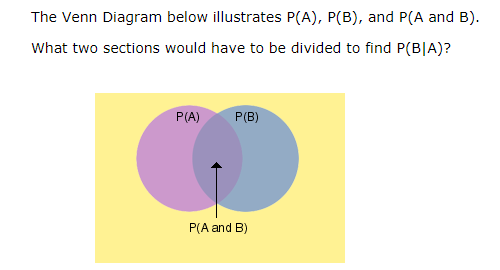 The Venn Diagram below illustrates P(A), P(B), and P(A and B).
What two sections would have to be divided to find P(B|A)?
P(A)
P(B)
P(A and B)